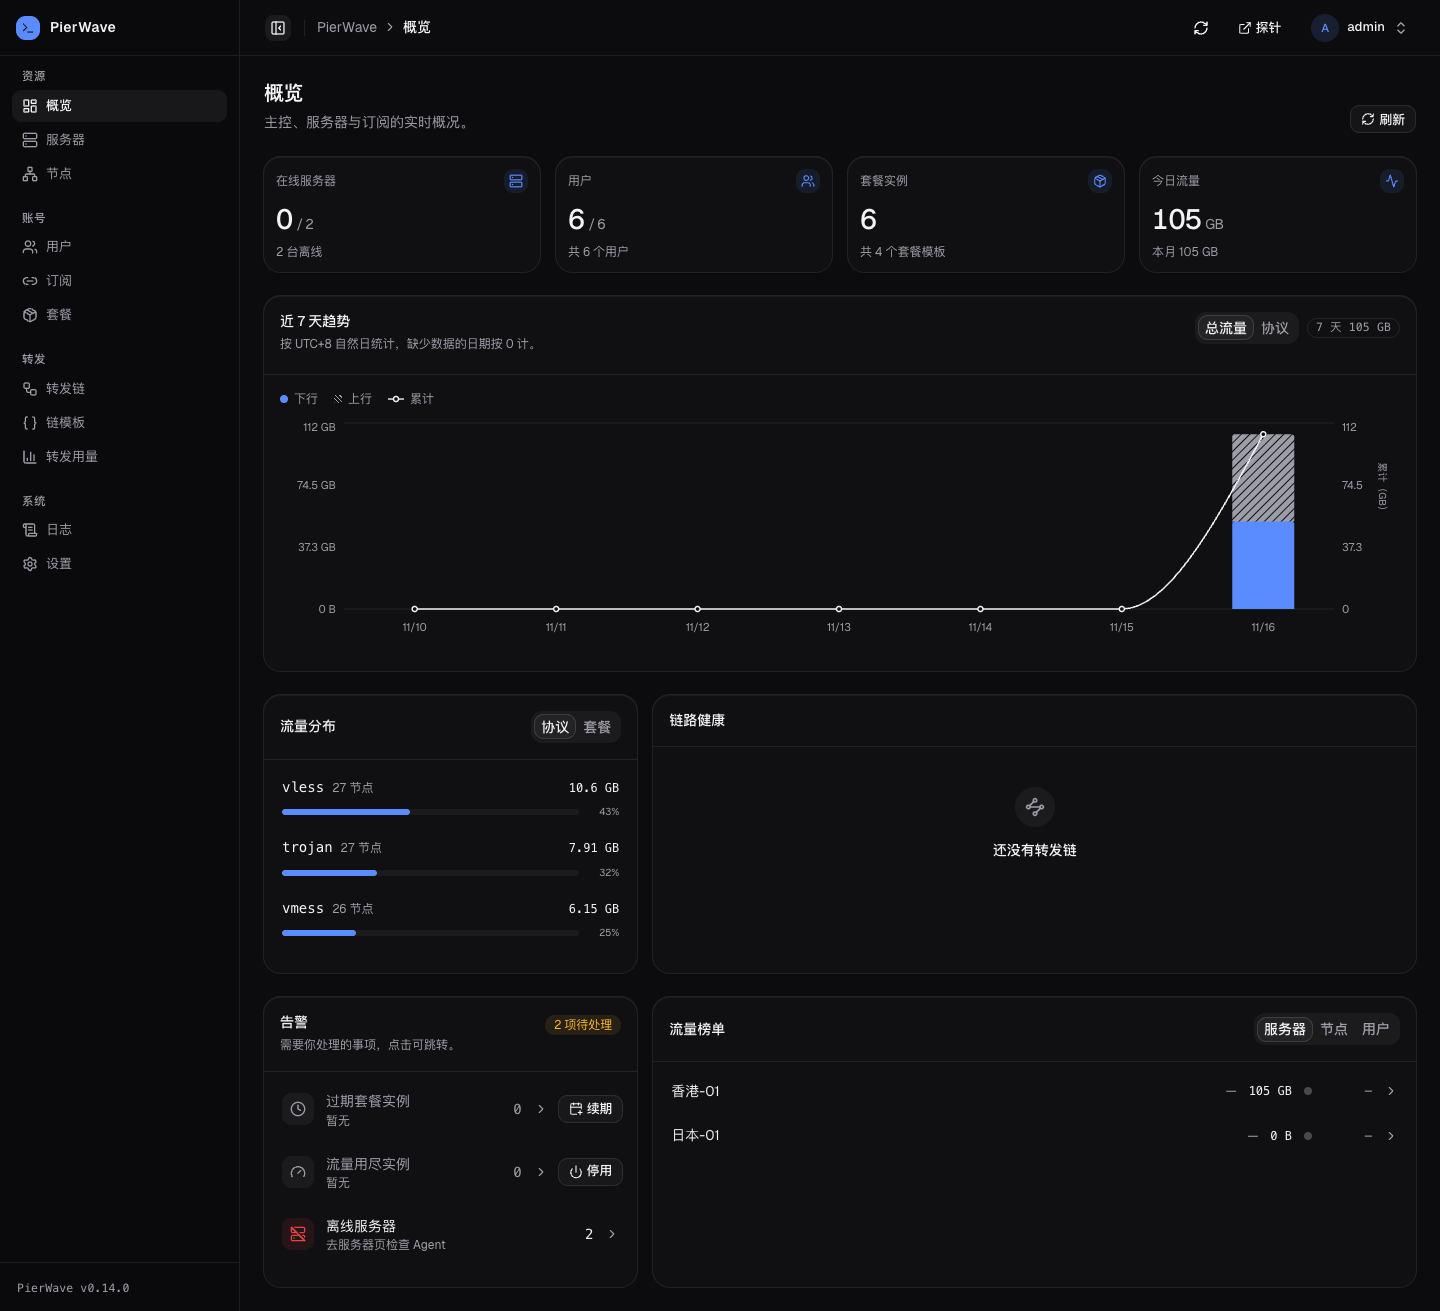 PierWave
PierWave > 概览
探针
A admin
资源
概览
服务器
节点
账号
用户
订阅
套餐
转发
转发链
链模板
转发用量
系统
日志
设置
PierWave v0.14.0
概览
主控、服务器与订阅的实时概况。
刷新
在线服务器
0 / 2
2 台离线
用户
6 / 6
共 6 个用户
套餐实例
6
共 4 个套餐模板
今日流量
105 GB
本月 105 GB
近 7 天趋势
按 UTC+8 自然日统计，缺少数据的日期按 0 计。
总流量 协议
7 天 105 GB
下行 上行 累计
112 GB
74.5 GB
37.3 GB
0 B
112
74.5
37.3
0
累计 (GB)
11/10 11/11 11/12 11/13 11/14 11/15 11/16
流量分布
协议 套餐
vless 27 节点 10.6 GB
43%
trojan 27 节点 7.91 GB
32%
vmess 26 节点 6.15 GB
25%
链路健康
还没有转发链
告警
2 项待处理
需要你处理的事项，点击可跳转。
过期套餐实例
暂无
0
续期
流量用尽实例
暂无
0
停用
离线服务器
去服务器页检查 Agent
2
流量榜单
服务器 节点 用户
香港-01 — 105 GB –
日本-01 — 0 B –